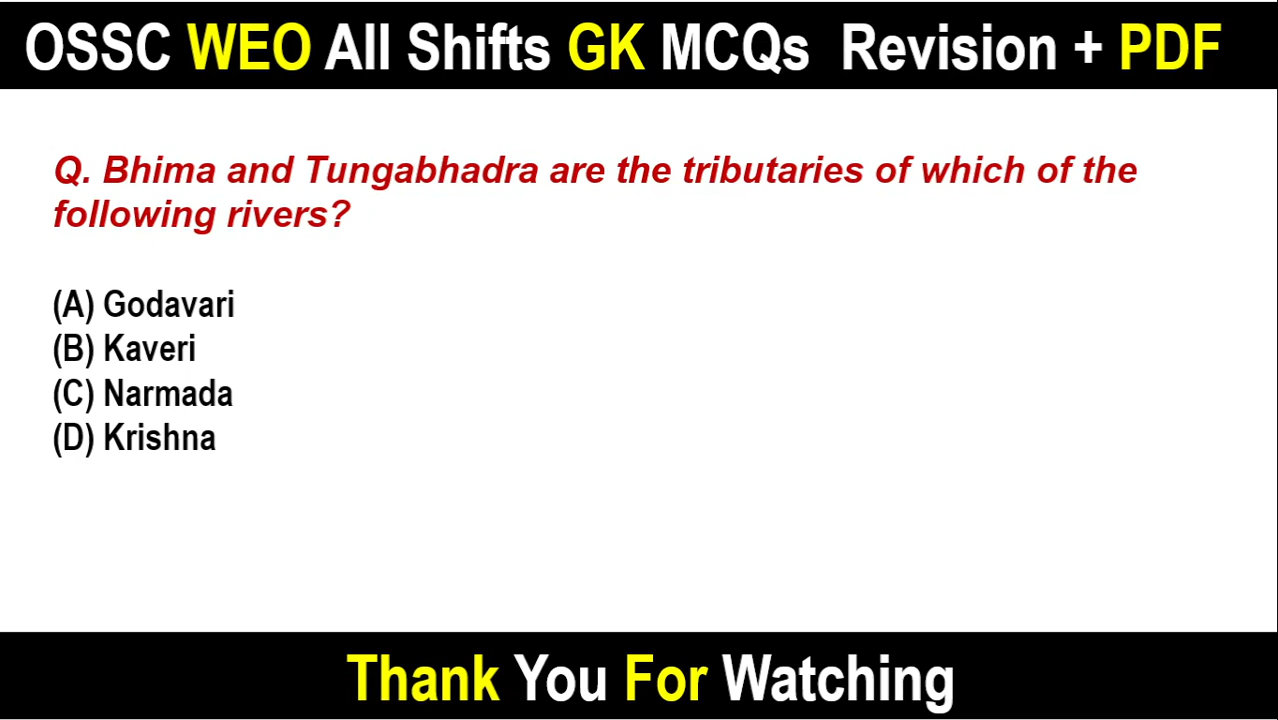 OSSC WEO All Shifts GK MCQs Revision + PDF
Q. Bhima and Tungabhadra are the tributaries of which of the
following rivers?
(A) Godavari
(B) Kaveri
(C) Narmada
(D) Krishna
Thank You For Watching